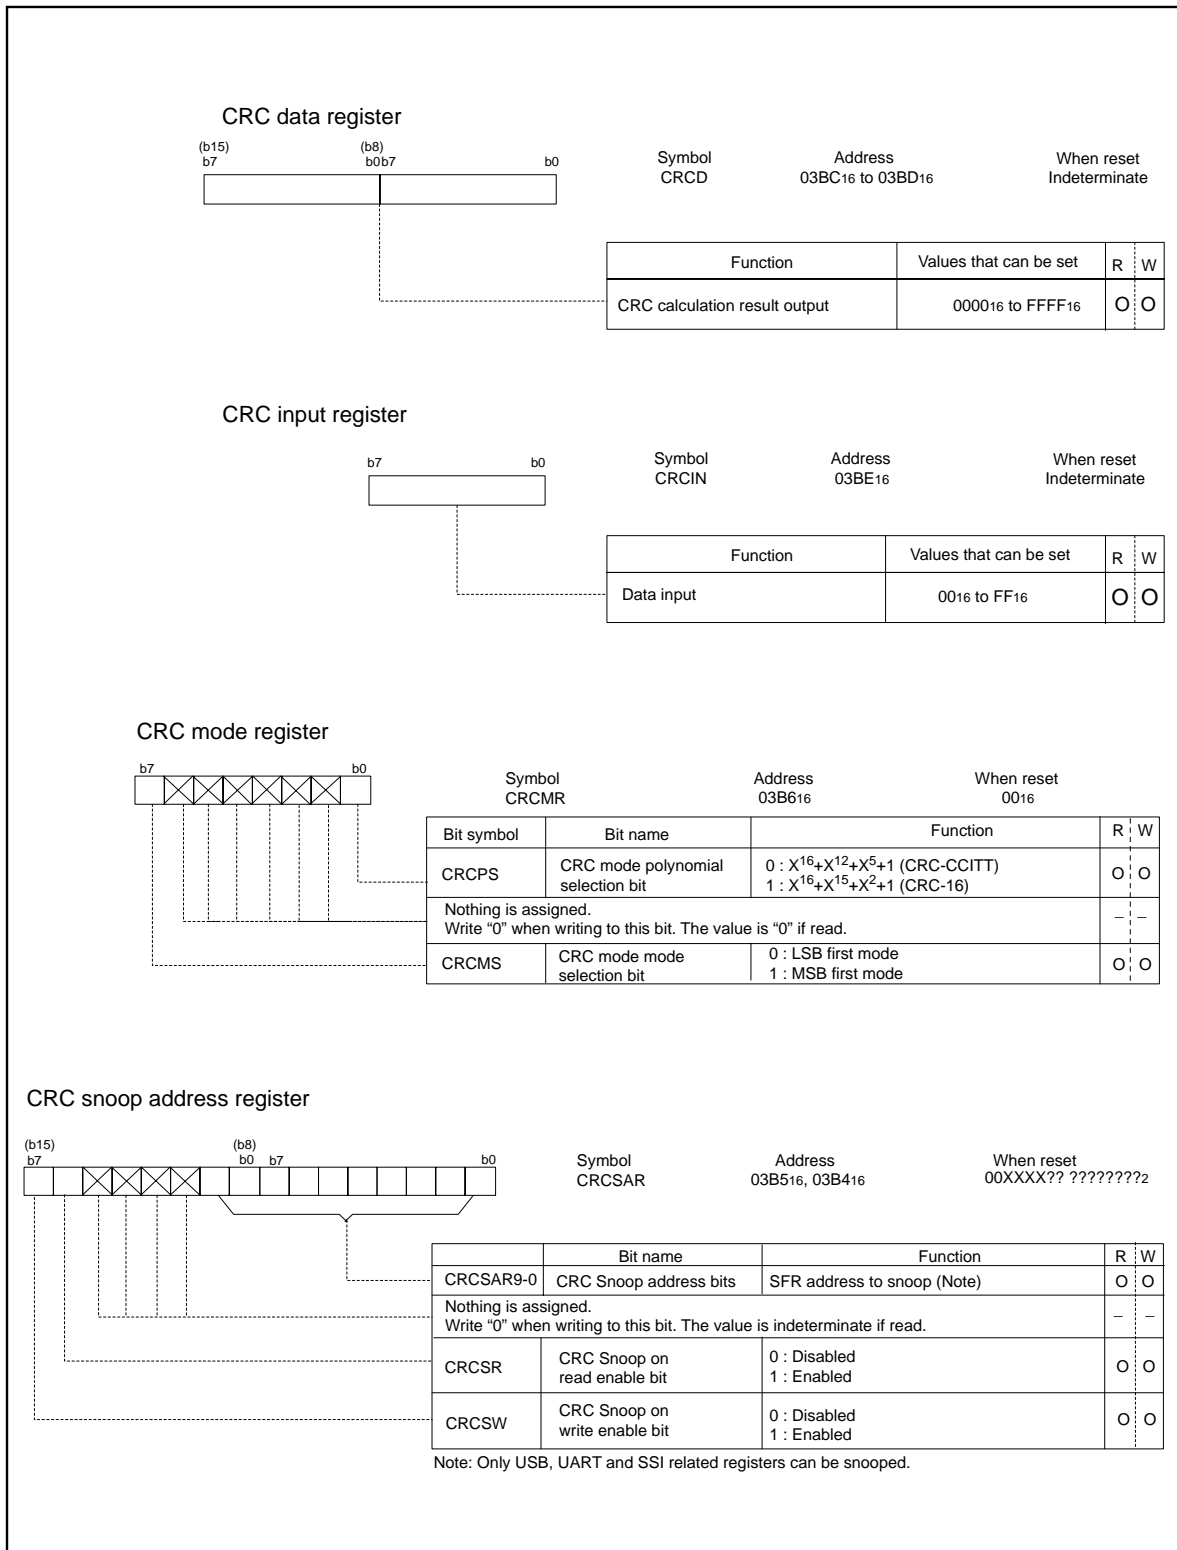 CRC data register
(b15) (b8)
b7 b0b7 b0
Symbol Address When reset
CRCD 03BC16 to 03BD16 Indeterminate
Function Values that can be set R W
CRC calculation result output 000016 to FFFF16 O O
CRC input register
b7 b0
Symbol Address When reset
CRCIN 03BE16 Indeterminate
Function Values that can be set R W
Data input 0016 to FF16 O O
CRC mode register
b7 b0
Symbol Address When reset
CRCMR 03B616 0016
Bit symbol Bit name Function R W
CRCPS CRC mode polynomial selection bit 0 : X16+X12+X5+1 (CRC-CCITT) O O
1 : X16+X15+X2+1 (CRC-16)
Nothing is assigned.
Write “0” when writing to this bit. The value is “0” if read. – –
CRCMS CRC mode mode selection bit 0 : LSB first mode O O
1 : MSB first mode
CRC snoop address register
(b15) (b8)
b7 b0 b7 b0
Symbol Address When reset
CRCSAR 03B516, 03B416 00XXXX?? ????????2
Bit name Function R W
CRCSAR9-0 CRC Snoop address bits SFR address to snoop (Note) O O
Nothing is assigned.
Write “0” when writing to this bit. The value is indeterminate if read. – –
CRCSR CRC Snoop on read enable bit 0 : Disabled O O
1 : Enabled
CRCSW CRC Snoop on write enable bit 0 : Disabled O O
1 : Enabled
Note: Only USB, UART and SSI related registers can be snooped.